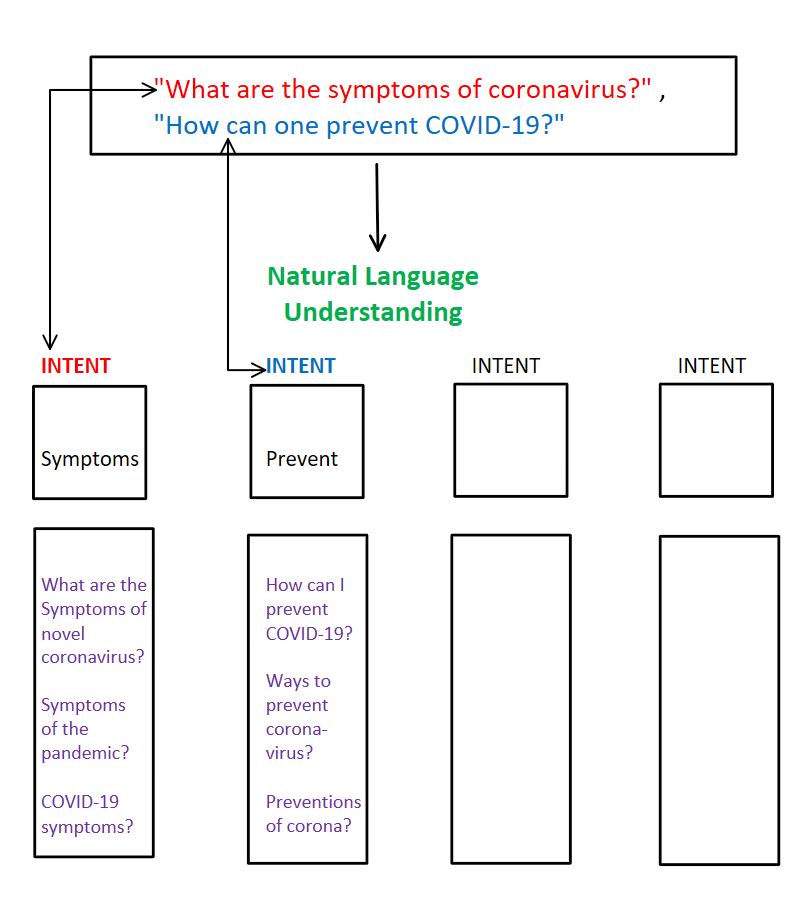 "What are the symptoms of coronavirus?" ,
"How can one prevent COVID-19?"
Natural Language
Understanding
INTENT
INTENT
INTENT
INTENT
Symptoms
Prevent
What are the
Symptoms of
novel
coronavirus?
Symptoms
of the
pandemic?
COVID-19
symptoms?
How can I
prevent
COVID-19?
Ways to
prevent
corona-
virus?
Preventions
of corona?